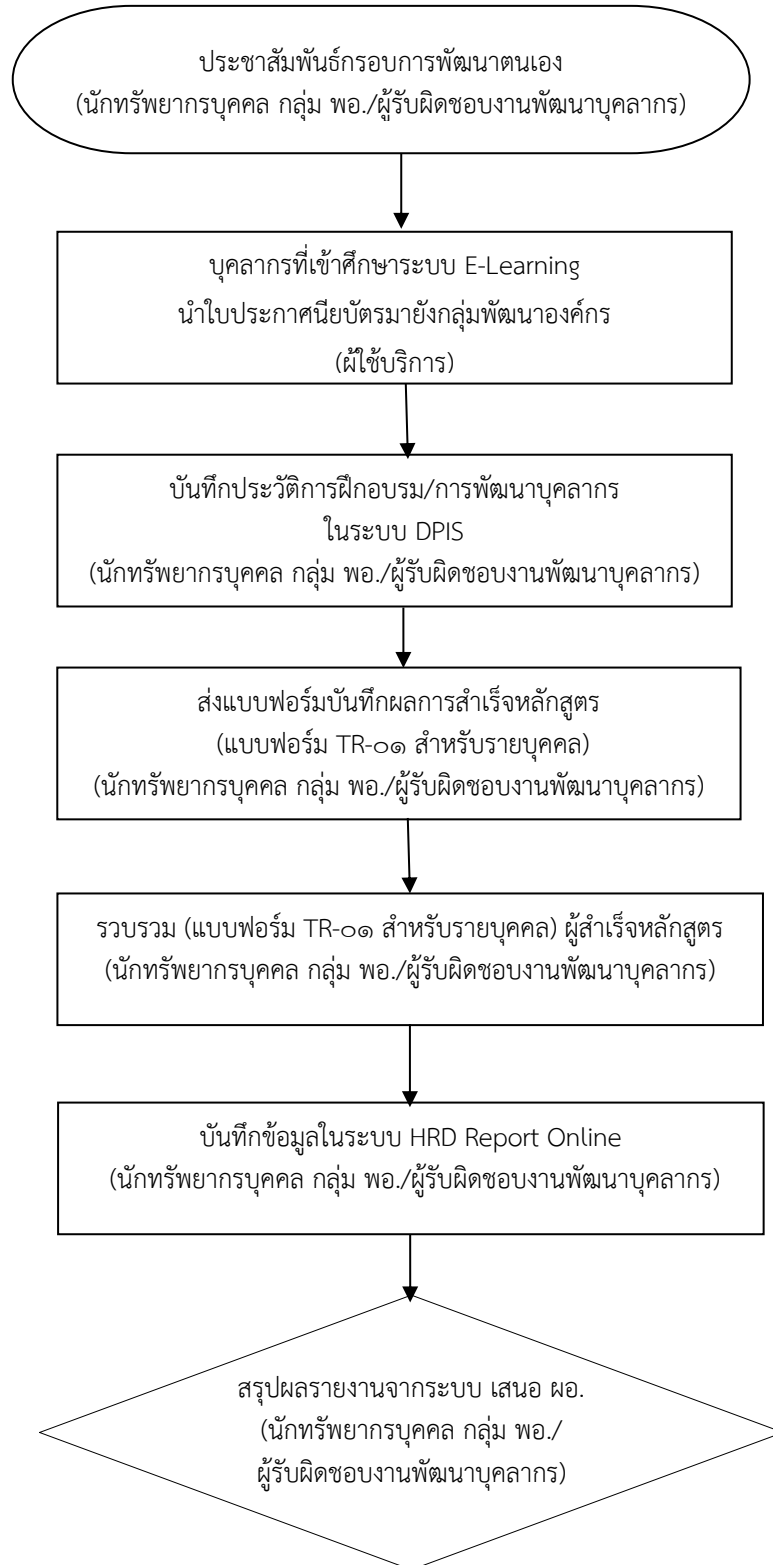 ประชาสัมพันธ์กรอบการพัฒนาตนเอง
(นักทรัพยากรบุคคล กลุ่ม พอ./ผู้รับผิดชอบงานพัฒนาบุคลากร)
บุคลากรที่เข้าศึกษาระบบ E-Learning
นำใบประกาศนียบัตรมายังกลุ่มพัฒนาองค์กร
(ผู้ใช้บริการ)
บันทึกประวัติการฝึกอบรม/การพัฒนาบุคลากร
ในระบบ DPIS
(นักทรัพยากรบุคคล กลุ่ม พอ./ผู้รับผิดชอบงานพัฒนาบุคลากร)
ส่งแบบฟอร์มบันทึกผลการสำเร็จหลักสูตร
(แบบฟอร์ม TR-๐๑ สำหรับรายบุคคล)
(นักทรัพยากรบุคคล กลุ่ม พอ./ผู้รับผิดชอบงานพัฒนาบุคลากร)
รวบรวม (แบบฟอร์ม TR-๐๑ สำหรับรายบุคคล) ผู้สำเร็จหลักสูตร
(นักทรัพยากรบุคคล กลุ่ม พอ./ผู้รับผิดชอบงานพัฒนาบุคลากร)
บันทึกข้อมูลในระบบ HRD Report Online
(นักทรัพยากรบุคคล กลุ่ม พอ./ผู้รับผิดชอบงานพัฒนาบุคลากร)
สรุปผลรายงานจากระบบ เสนอ ผอ.
(นักทรัพยากรบุคคล กลุ่ม พอ./
ผู้รับผิดชอบงานพัฒนาบุคลากร)